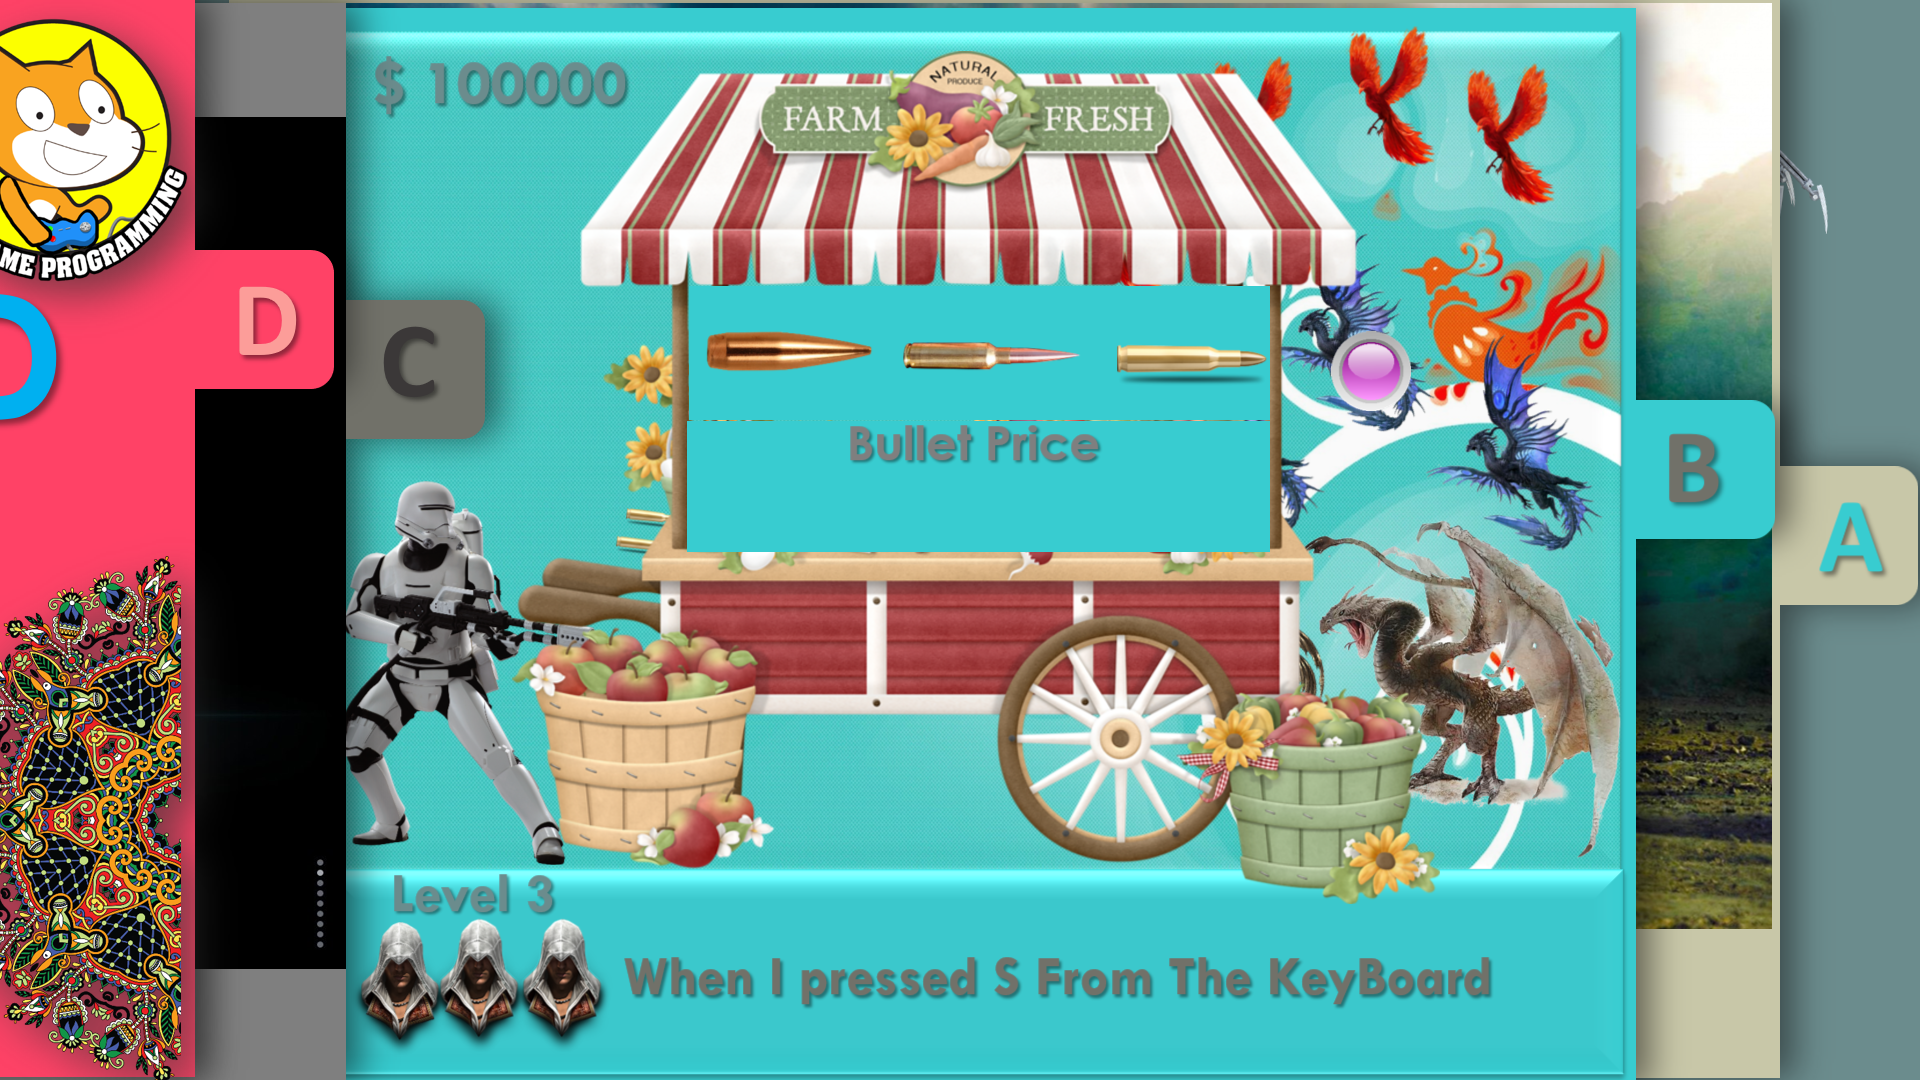 $ 100000
NATURAL
PRODUCE
FARM FRESH
ME PROGRAMMING
D
D
C
B
A
Bullet Price
Level 3
When I pressed S From The KeyBoard